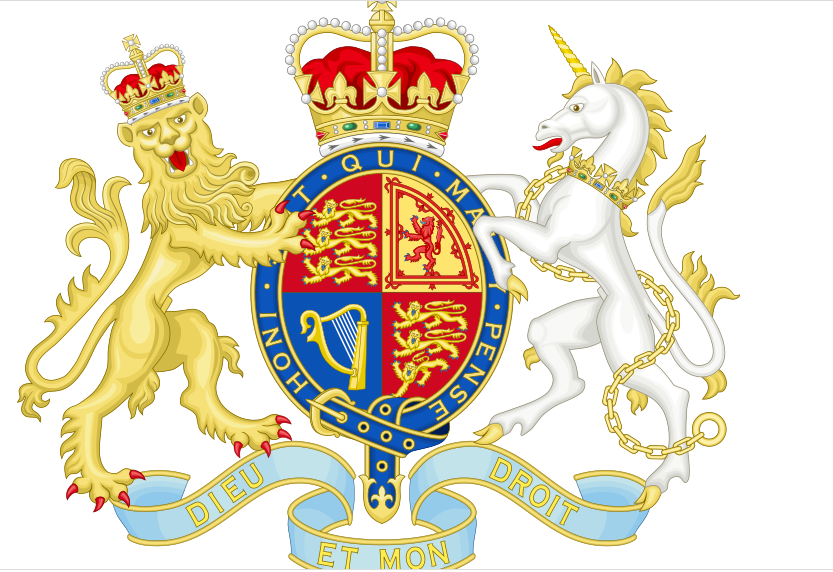 HONI
T · QUI · MA
Y · PENSE
DIEU
ET MON
DROIT